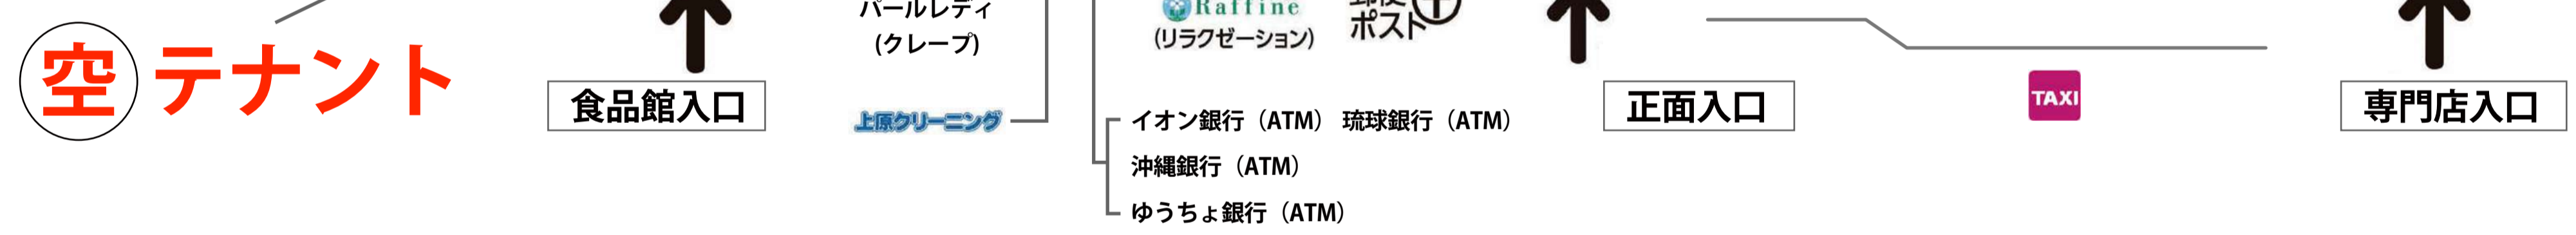 空 テナント
パールレディ
(クレープ)
食品館入口
上原クリーニング
Raffine
(リラクゼーション)
郵便
ポスト
イオン銀行（ATM） 琉球銀行（ATM）
沖縄銀行（ATM）
ゆうちょ銀行（ATM）
正面入口
TAXI
専門店入口